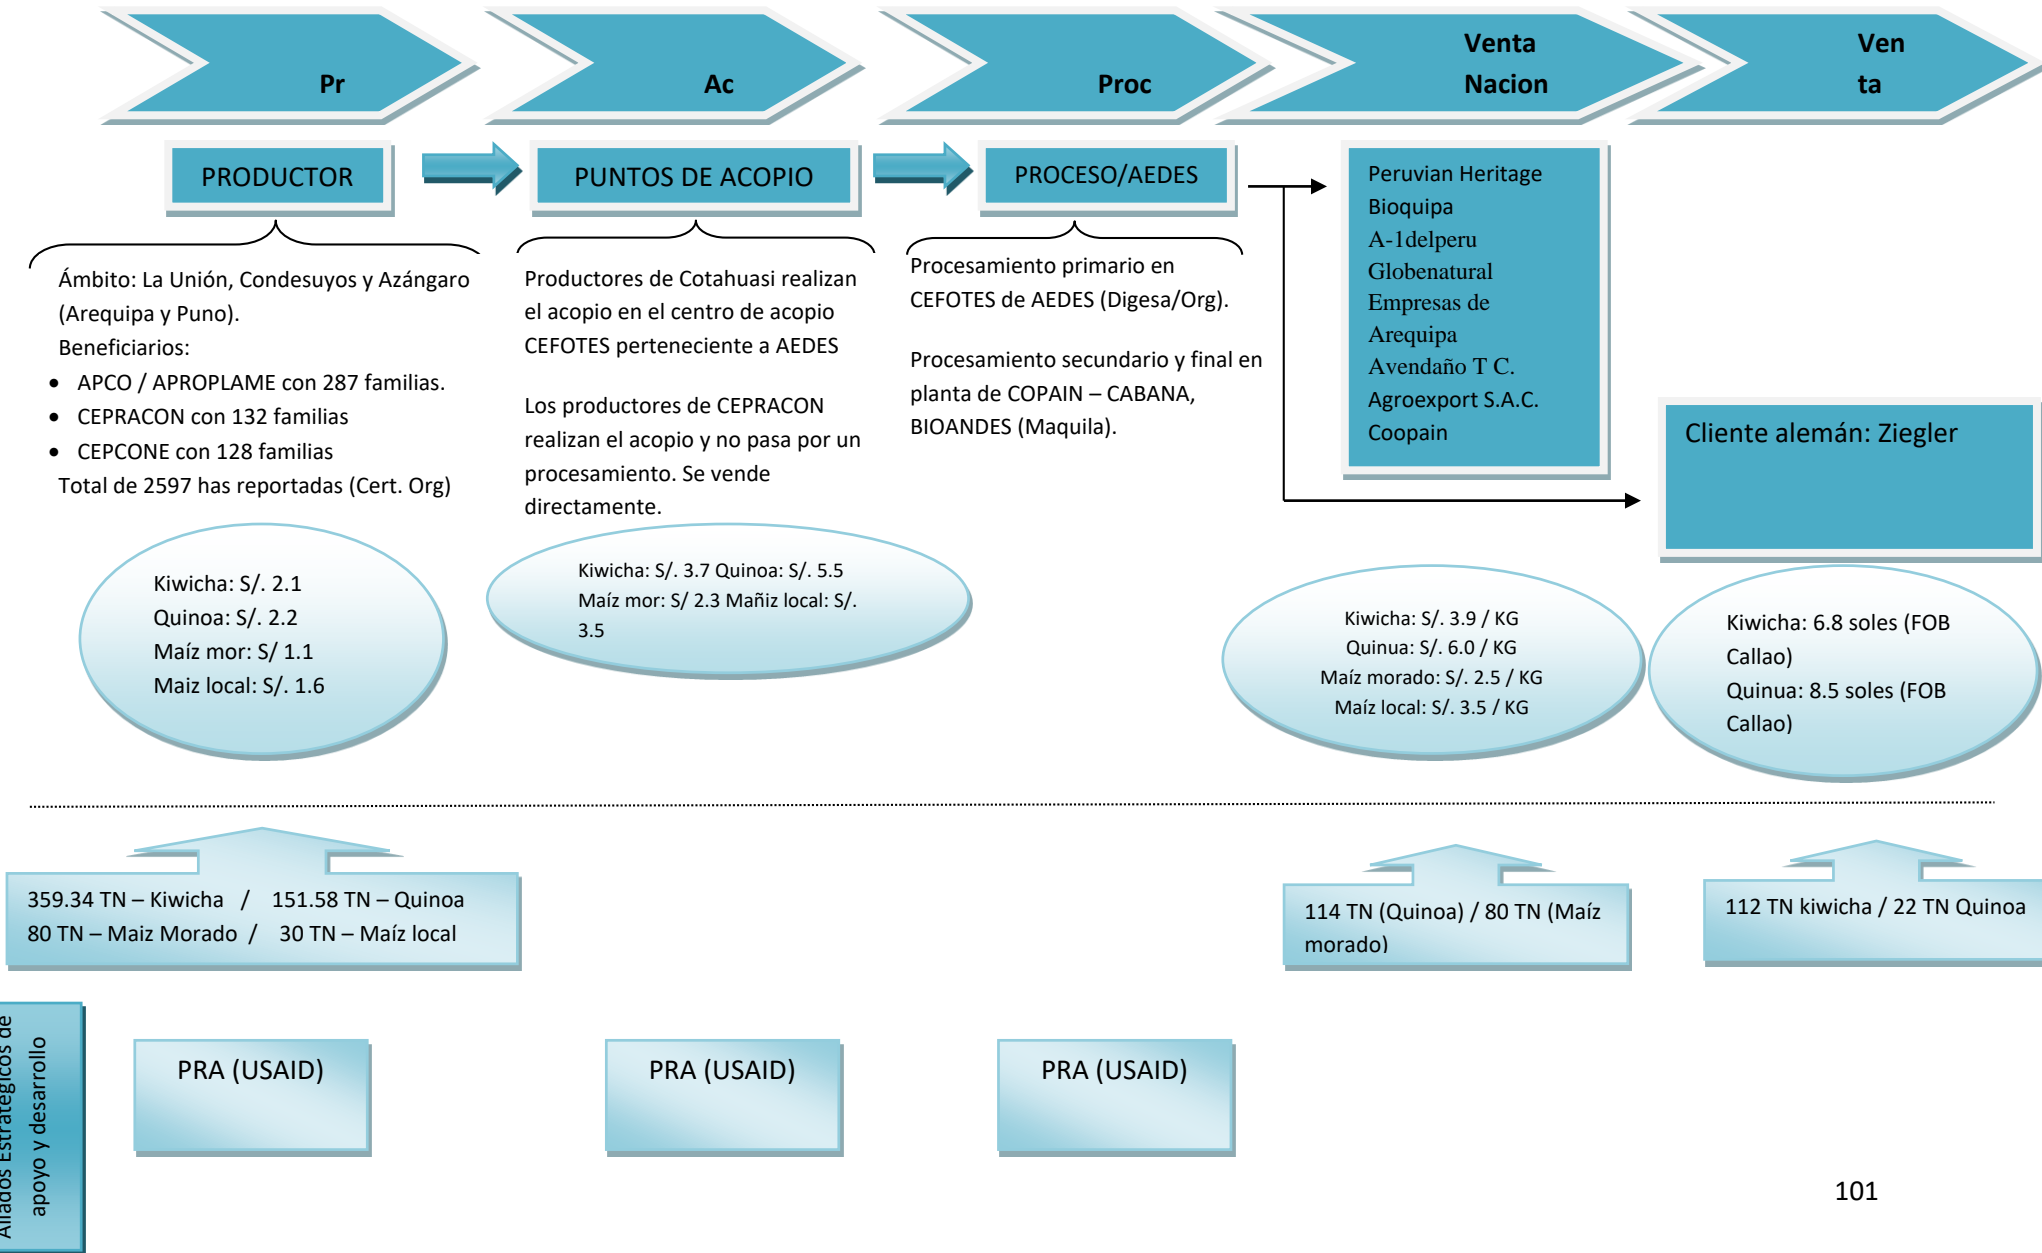 Pr
Ac
Proc
Venta
Nacion
Ven
ta
PRODUCTOR
PUNTOS DE ACOPIO
PROCESO/AEDES
Ámbito: La Unión, Condesuyos y Azángaro
(Arequipa y Puno).
Beneficiarios:
• APCO / APROPLAME con 287 familias.
• CEPRACON con 132 familias
• CEPCONE con 128 familias
Total de 2597 has reportadas (Cert. Org)
Productores de Cotahuasi realizan
el acopio en el centro de acopio
CEFOTES perteneciente a AEDES
Los productores de CEPRACON
realizan el acopio y no pasa por un
procesamiento. Se vende
directamente.
Procesamiento primario en
CEFOTES de AEDES (Digesa/Org).
Procesamiento secundario y final en
planta de COPAIN – CABANA,
BIOANDES (Maquila).
Peruvian Heritage
Bioquipa
A-1delperu
Globenatural
Empresas de
Arequipa
Avendaño T C.
Agroexport S.A.C.
Coopain
Cliente alemán: Ziegler
Kiwicha: S/. 2.1
Quinoa: S/. 2.2
Maíz mor: S/ 1.1
Maiz local: S/. 1.6
Kiwicha: S/. 3.7 Quinoa: S/. 5.5
Maíz mor: S/ 2.3 Mañiz local: S/.
3.5
Kiwicha: S/. 3.9 / KG
Quinua: S/. 6.0 / KG
Maíz morado: S/. 2.5 / KG
Maíz local: S/. 3.5 / KG
Kiwicha: 6.8 soles (FOB
Callao)
Quinua: 8.5 soles (FOB
Callao)
359.34 TN – Kiwicha / 151.58 TN – Quinoa
80 TN – Maiz Morado / 30 TN – Maíz local
114 TN (Quinoa) / 80 TN (Maíz
morado)
112 TN kiwicha / 22 TN Quinoa
Aliados Estratégicos de
apoyo y desarrollo
PRA (USAID)
PRA (USAID)
PRA (USAID)
101